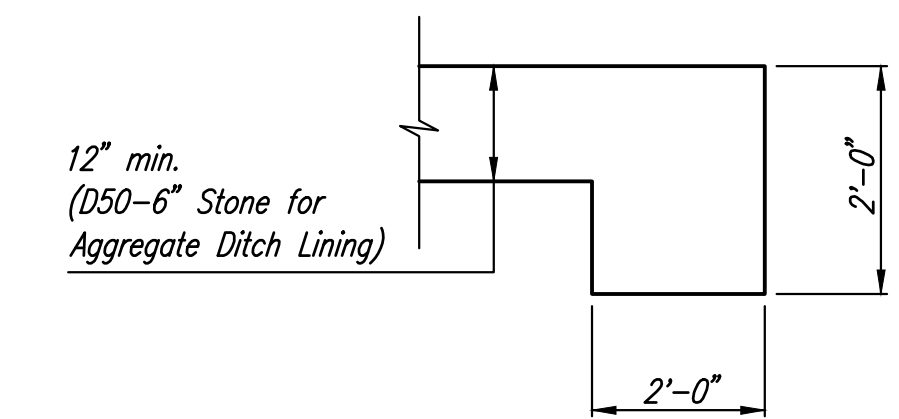 12” min.
(D50-6” Stone for
Aggregate Ditch Lining)
2’-0”
2’-0”